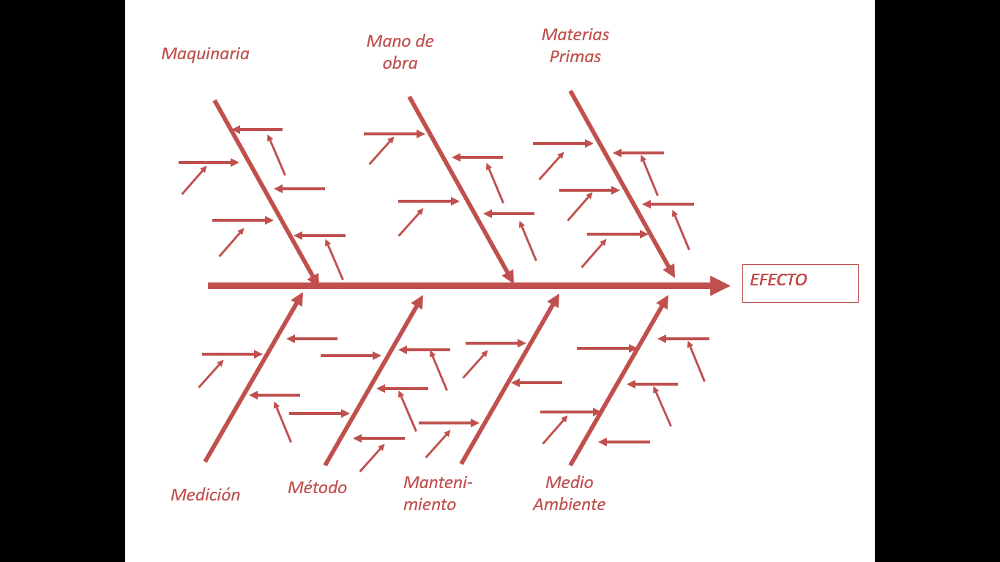 Maquinaria
Mano de
obra
Materias
Primas
EFECTO
Medición
Método
Manteni-
miento
Medio
Ambiente